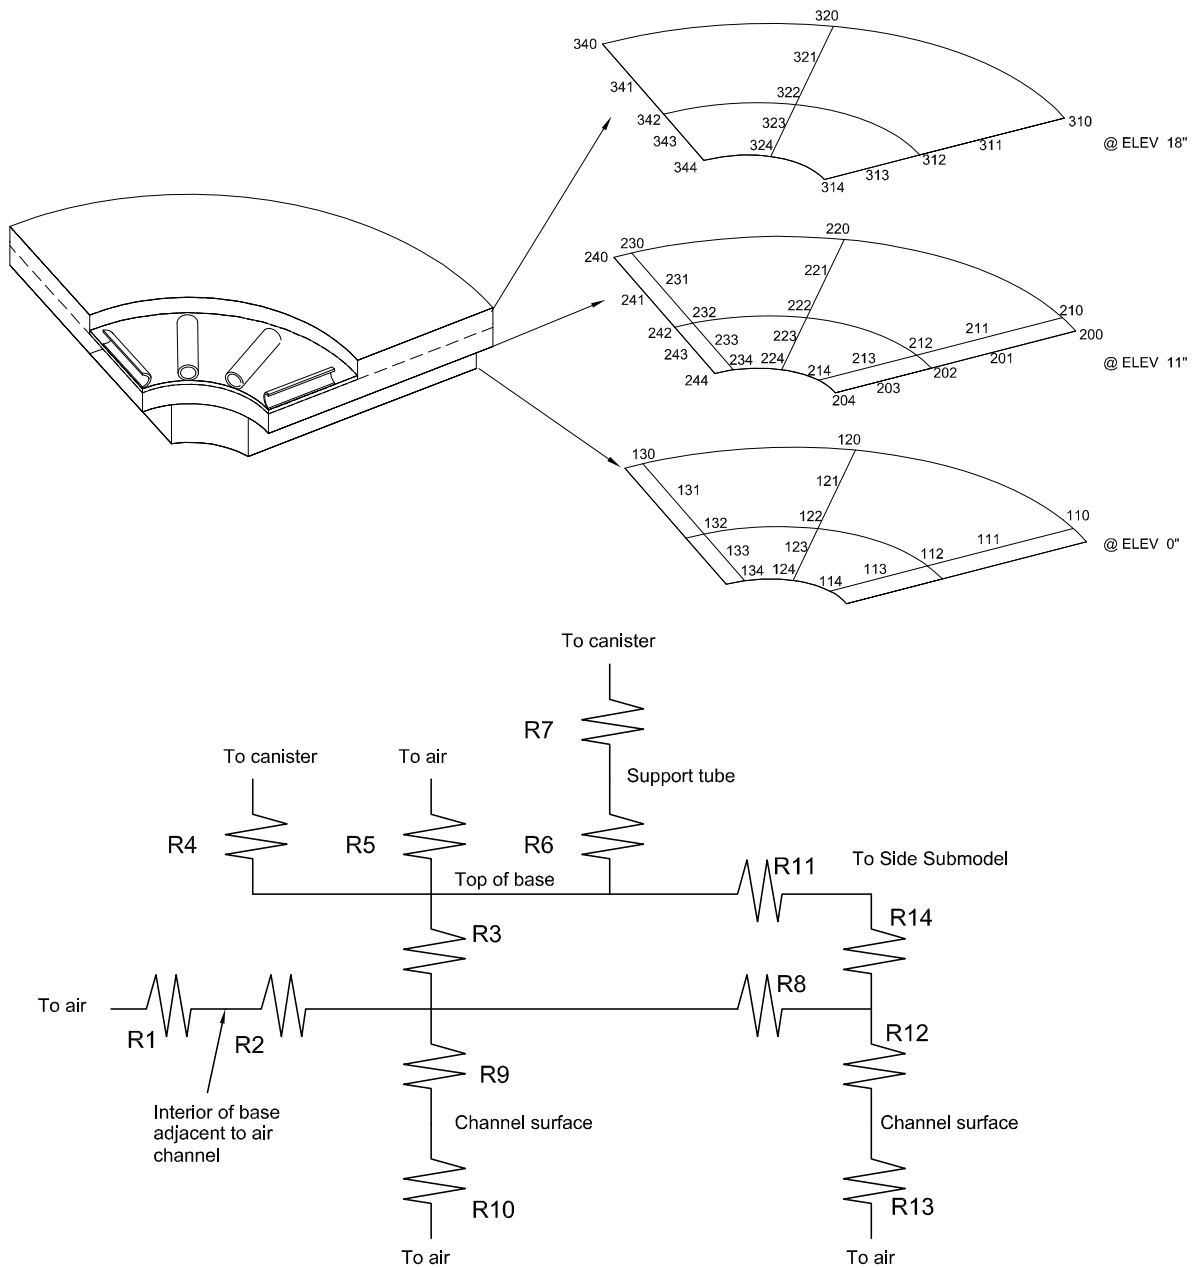 320
340
321
341
322
342
323
310
311
@ ELEV 18"
343
312
344
324
313
314
230
220
240
231
221
241
210
232
222
211
200
242
233
223
212
201
@ ELEV 11"
243
213
202
234
224
214
203
244
204
130
120
131
121
110
132
122
111
@ ELEV 0"
133
123
112
113
134
124
114
To canister
R7
To canister
To air
Support tube
R4
R5
R6
To Side Submodel
R11
Top of base
R14
R3
R8
To air
R1
R2
R12
R9
Interior of base
adjacent to air
channel
Channel surface
Channel surface
R10
R13
To air
To air